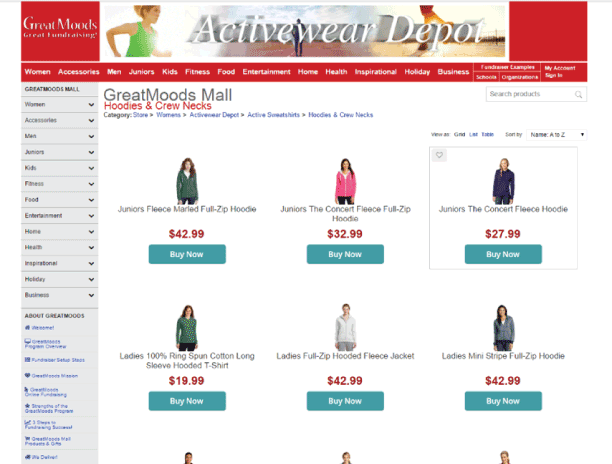 GreatMoods
Great Fundraising!
Activewear Depot
Women Accessories Men Juniors Kids Fitness Food Entertainment Home Health Inspirational Holiday Business
Fundraiser Examples
Schools Organizations
My Account
Sign In
GREATMOODS MALL
Women
Accessories
Men
Juniors
Kids
Fitness
Food
Entertainment
Home
Health
Inspirational
Holiday
Business
ABOUT GREATMOODS
Welcome!
GreatMoods
Program Overview
Fundraiser Setup Steps
GreatMoods Mission
GreatMoods
Online Fundraising
Strengths of the
GreatMoods Program
3 Steps to
Fundraising Success!
GreatMoods Mall
Products & Gifts
We Deliver!
GreatMoods Mall
Hoodies & Crew Necks
Category: Store > Womens > Activewear Depot > Active Sweatshirts > Hoodies & Crew Necks
Search products
View as: Grid List Table Sort by Name: A to Z
Juniors Fleece Marled Full-Zip Hoodie
$42.99
Buy Now
Juniors The Concert Fleece Full-Zip
Hoodie
$32.99
Buy Now
Juniors The Concert Fleece Hoodie
$27.99
Buy Now
Ladies 100% Ring Spun Cotton Long
Sleeve Hooded T-Shirt
$19.99
Buy Now
Ladies Full-Zip Hooded Fleece Jacket
$42.99
Buy Now
Ladies Mini Stripe Full-Zip Hoodie
$42.99
Buy Now